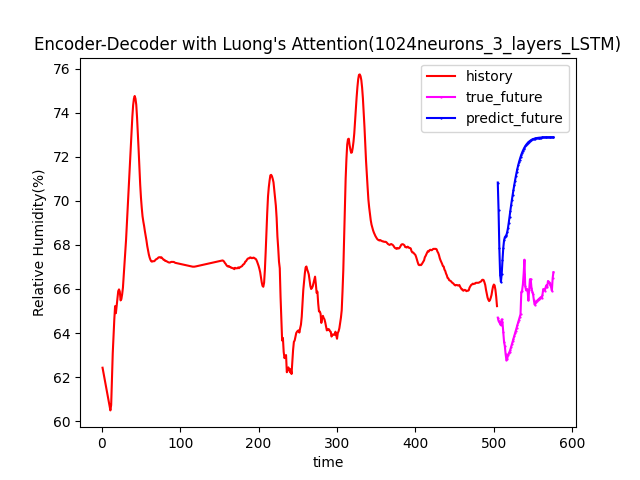 Encoder-Decoder with Luong's Attention(1024neurons_3_layers_LSTM)
history
true_future
predict_future
76
74
72
70
68
66
64
62
60
Relative Humidity(%)
0 100 200 300 400 500 600
time